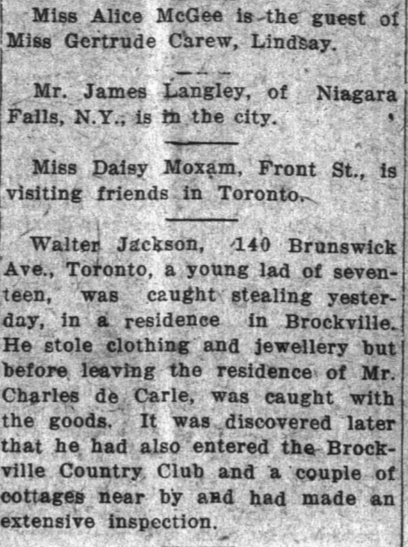 Miss Alice McGee is the guest of
Miss Gertrude Carew, Lindsay.
Mr. James Langley, of Niagara
Falls, N.Y., is in the city.
Miss Daisy Moxam, Front St., is
visiting friends in Toronto.
Walter Jackson, 140 Brunswick
Ave., Toronto, a young lad of seven-
teen, was caught stealing yester-
day, in a residence in Brockville.
He stole clothing and jewellery but
before leaving the residence of Mr.
Charles de Carle, was caught with
the goods. It was discovered later
that he had also entered the Brock-
ville Country Club and a couple of
cottages near by and had made an
extensive inspection.